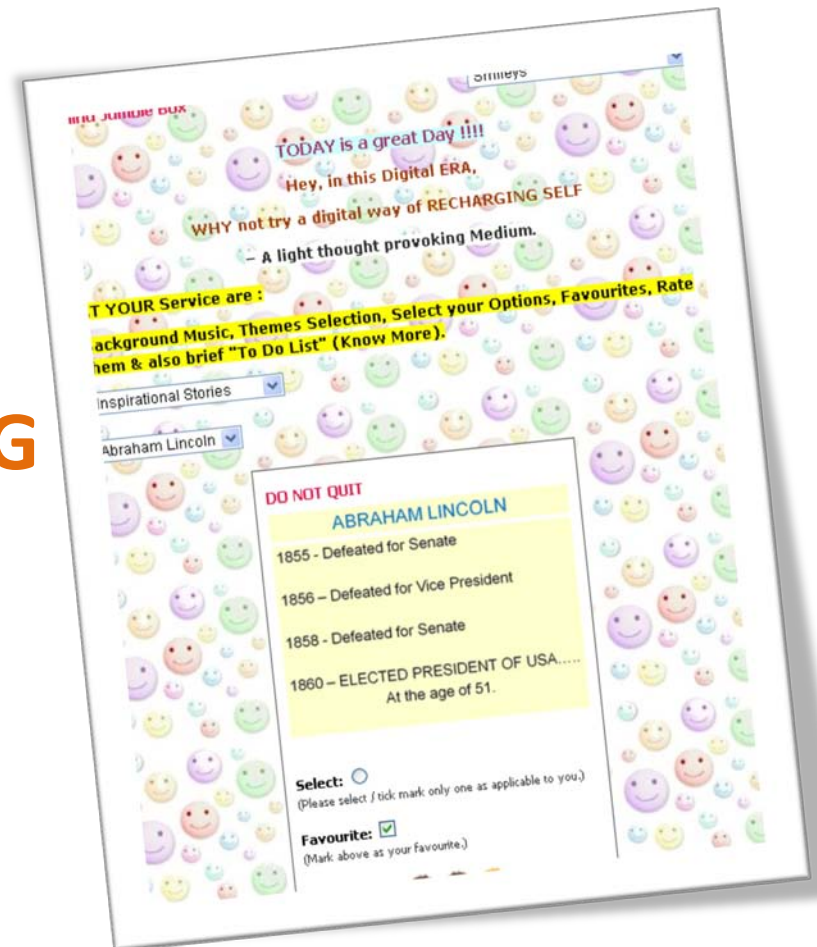 Smileys
Jumble Box
TODAY is a great Day !!!!
Hey, in this Digital ERA,
WHY not try a digital way of RECHARGING SELF
– A light thought provoking Medium.
T YOUR Service are :
ackground Music, Themes Selection, Select your Options, Favourites, Rate
hem & also brief "To Do List" (Know More).
Inspirational Stories
Abraham Lincoln
G
DO NOT QUIT
ABRAHAM LINCOLN
1855 - Defeated for Senate
1856 – Defeated for Vice President
1858 - Defeated for Senate
1860 – ELECTED PRESIDENT OF USA.....
At the age of 51.
Select:
(Please select / tick mark only one as applicable to you.)
Favourite:
(Mark above as your favourite.)